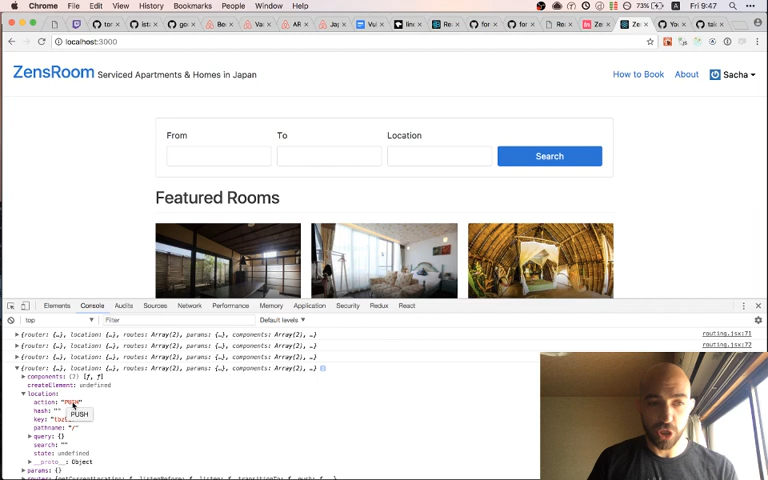 Chrome File Edit View History Bookmarks People Window Help 73% Fri 9:47
localhost:3000
ZensRoom Serviced Apartments & Homes in Japan How to Book About Sacha
From To Location
Search
Featured Rooms
Elements Console Audits Sources Network Performance Memory Application Security Redux React
top Filter Default levels
{router: {…}, location: {…}, routes: Array(2), params: {…}, components: Array(2), …} routing.jsx:71
{router: {…}, location: {…}, routes: Array(2), params: {…}, components: Array(2), …} routing.jsx:72
{router: {…}, location: {…}, routes: Array(2), params: {…}, components: Array(2), …}
{router: {…}, location: {…}, routes: Array(2), params: {…}, components: Array(2), …}
components: (2) [ƒ, ƒ]
createElement: undefined
location:
action: "PUSH"
hash: ""
PUSH
pathname: "/"
query: {}
search: ""
state: undefined
__proto__: Object
params: {}